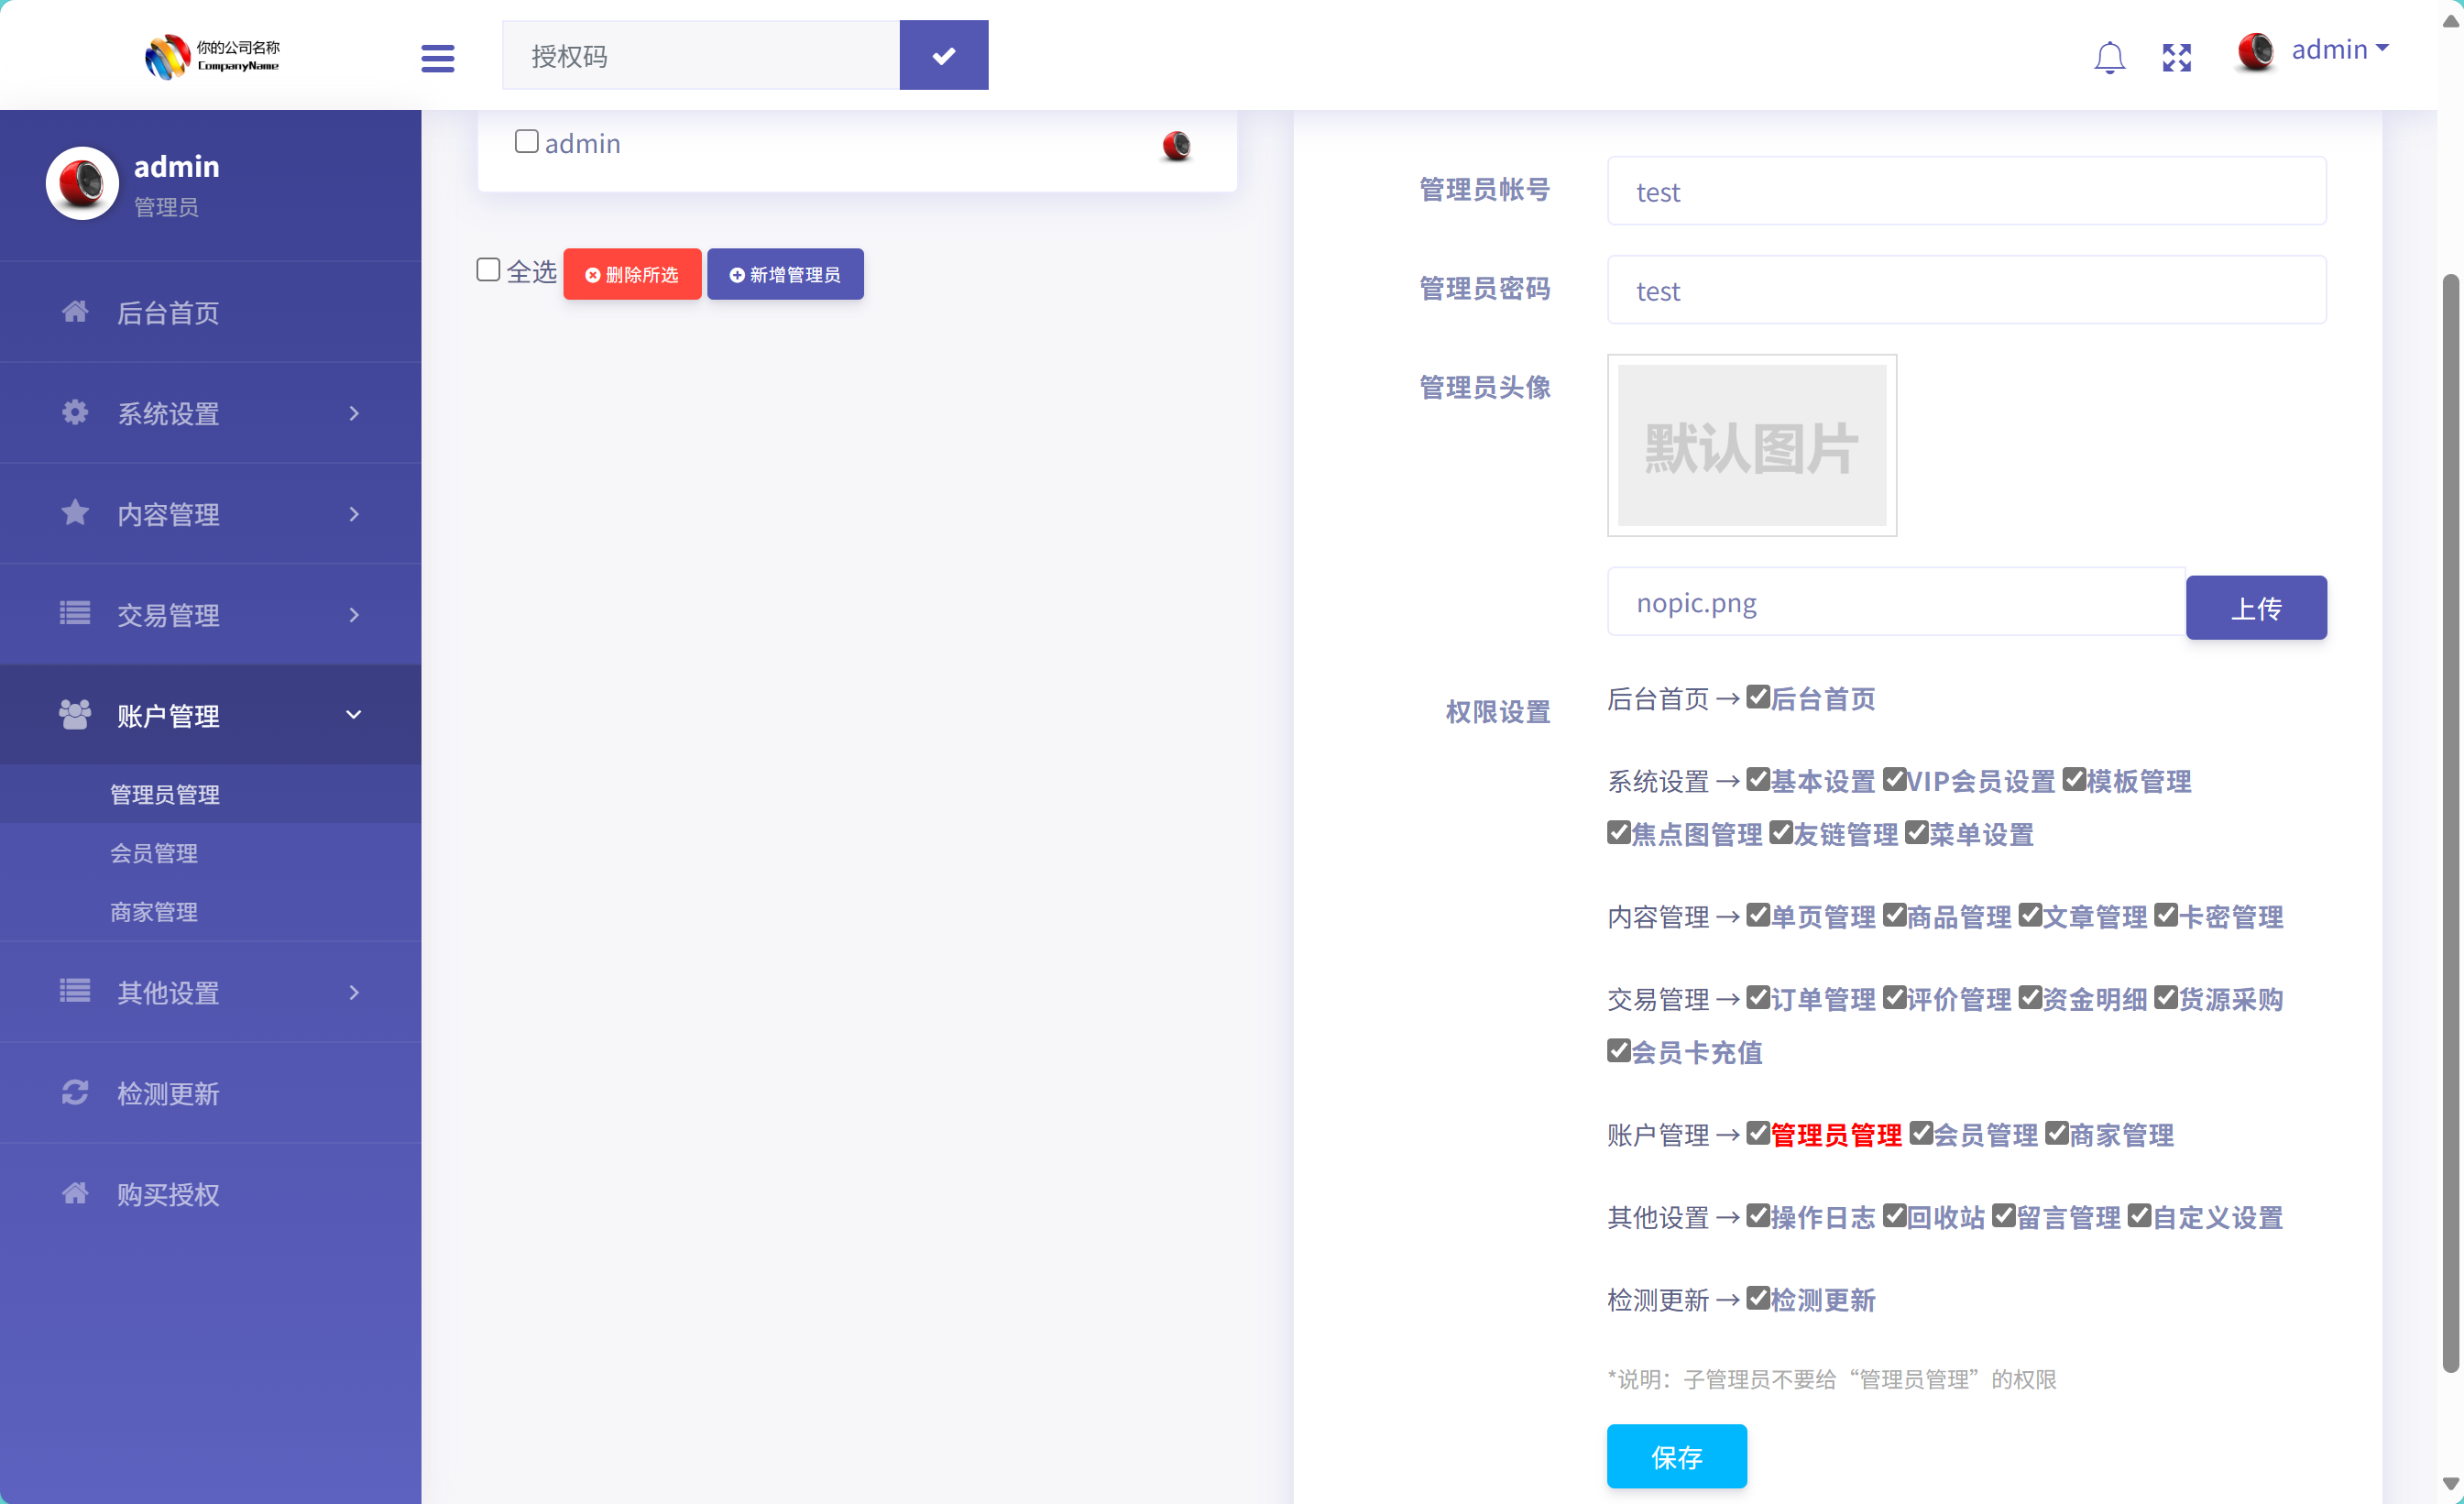 你的公司名称
CompanyName
授权码
admin
admin
管理员
后台首页
系统设置
内容管理
交易管理
账户管理
管理员管理
会员管理
商家管理
其他设置
检测更新
购买授权
admin
全选 删除所选 新增管理员
管理员帐号 test
管理员密码 test
管理员头像
默认图片
nopic.png 上传
权限设置
后台首页 → 后台首页
系统设置 → 基本设置 VIP会员设置 模板管理
焦点图管理 友链管理 菜单设置
内容管理 → 单页管理 商品管理 文章管理 卡密管理
交易管理 → 订单管理 评价管理 资金明细 货源采购
会员卡充值
账户管理 → 管理员管理 会员管理 商家管理
其他设置 → 操作日志 回收站 留言管理 自定义设置
检测更新 → 检测更新
*说明：子管理员不要给“管理员管理”的权限
保存